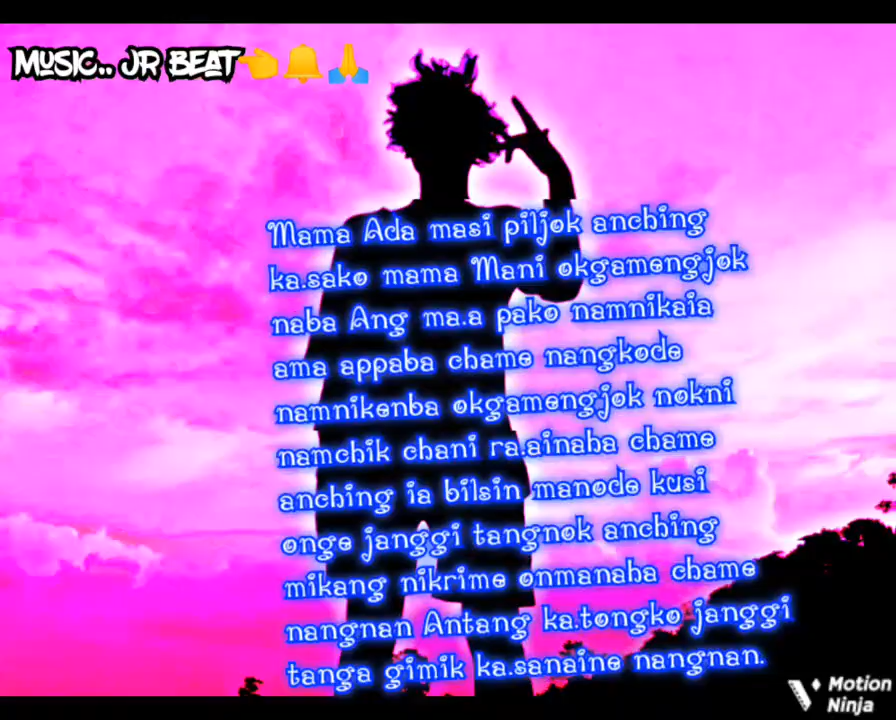 MUSIC.. JR BEAT👈🔔🙏
Mama Ada masi piljok anching
ka.sako mama Mani okgamengjok
naba Ang ma.a pako namnikaia
ama appaba chame nangkode
namnikenba okgamengjok nokni
namchik chani ra.ainaba chame
anching ia bilsin manode kusi
onge janggi tangnok anching
mikang nikrime onmanaba chame
nangnan Antang ka.tongko janggi
tanga gimik ka.sanaine nangnan.
Motion
Ninja